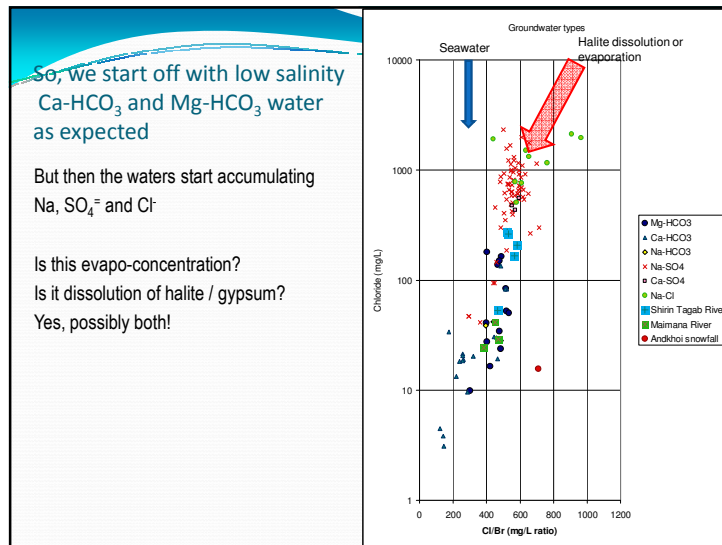 So, we start off with low salinity
Ca-HCO₃ and Mg-HCO₃ water
as expected
But then the waters start accumulating
Na, SO₄⁼ and Cl⁻
Is this evapo-concentration?
Is it dissolution of halite / gypsum?
Yes, possibly both!
Groundwater types
Seawater
Halite dissolution or
evaporation
10000
1000
100
10
1
Chloride (mg/L)
0 200 400 600 800 1000 1200
Cl/Br (mg/L ratio)
Mg-HCO3
Ca-HCO3
Na-HCO3
Na-SO4
Ca-SO4
Na-Cl
Shirin Tagab River
Maimana River
Andkhoi snowfall